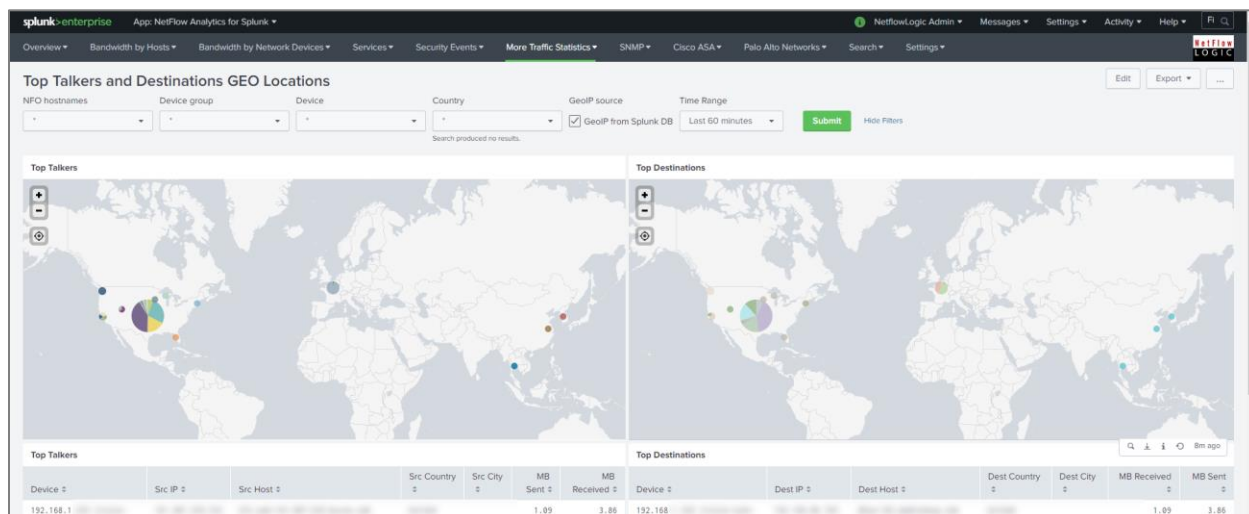 splunk>enterprise App: NetFlow Analytics for Splunk NetflowLogic Admin Messages Settings Activity Help Fi
Overview Bandwidth by Hosts Bandwidth by Network Devices Services Security Events More Traffic Statistics SNMP Cisco ASA Palo Alto Networks Search Settings NetFlow
LOGIC
Top Talkers and Destinations GEO Locations Edit Export ...
NFO hostnames Device group Device Country GeoIP source Time Range
* * * * GeoIP from Splunk DB Last 60 minutes Submit Hide Filters
Search produced no results.
Top Talkers Top Destinations
+ +
- -
Top Talkers Top Destinations 8m ago
Device Src IP Src Host Src Country Src City MB Sent MB Received Device Dest IP Dest Host Dest Country Dest City MB Received MB Sent
192.168.1 1.09 3.86 192.168 1.09 3.86